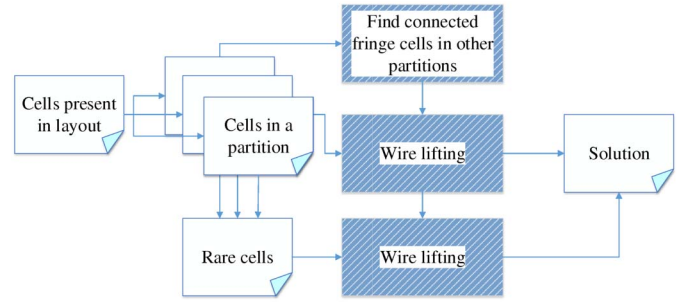 Find connected
fringe cells in other
partitions
Cells present
in layout
Cells in a
partition
Wire lifting
Solution
Rare cells
Wire lifting